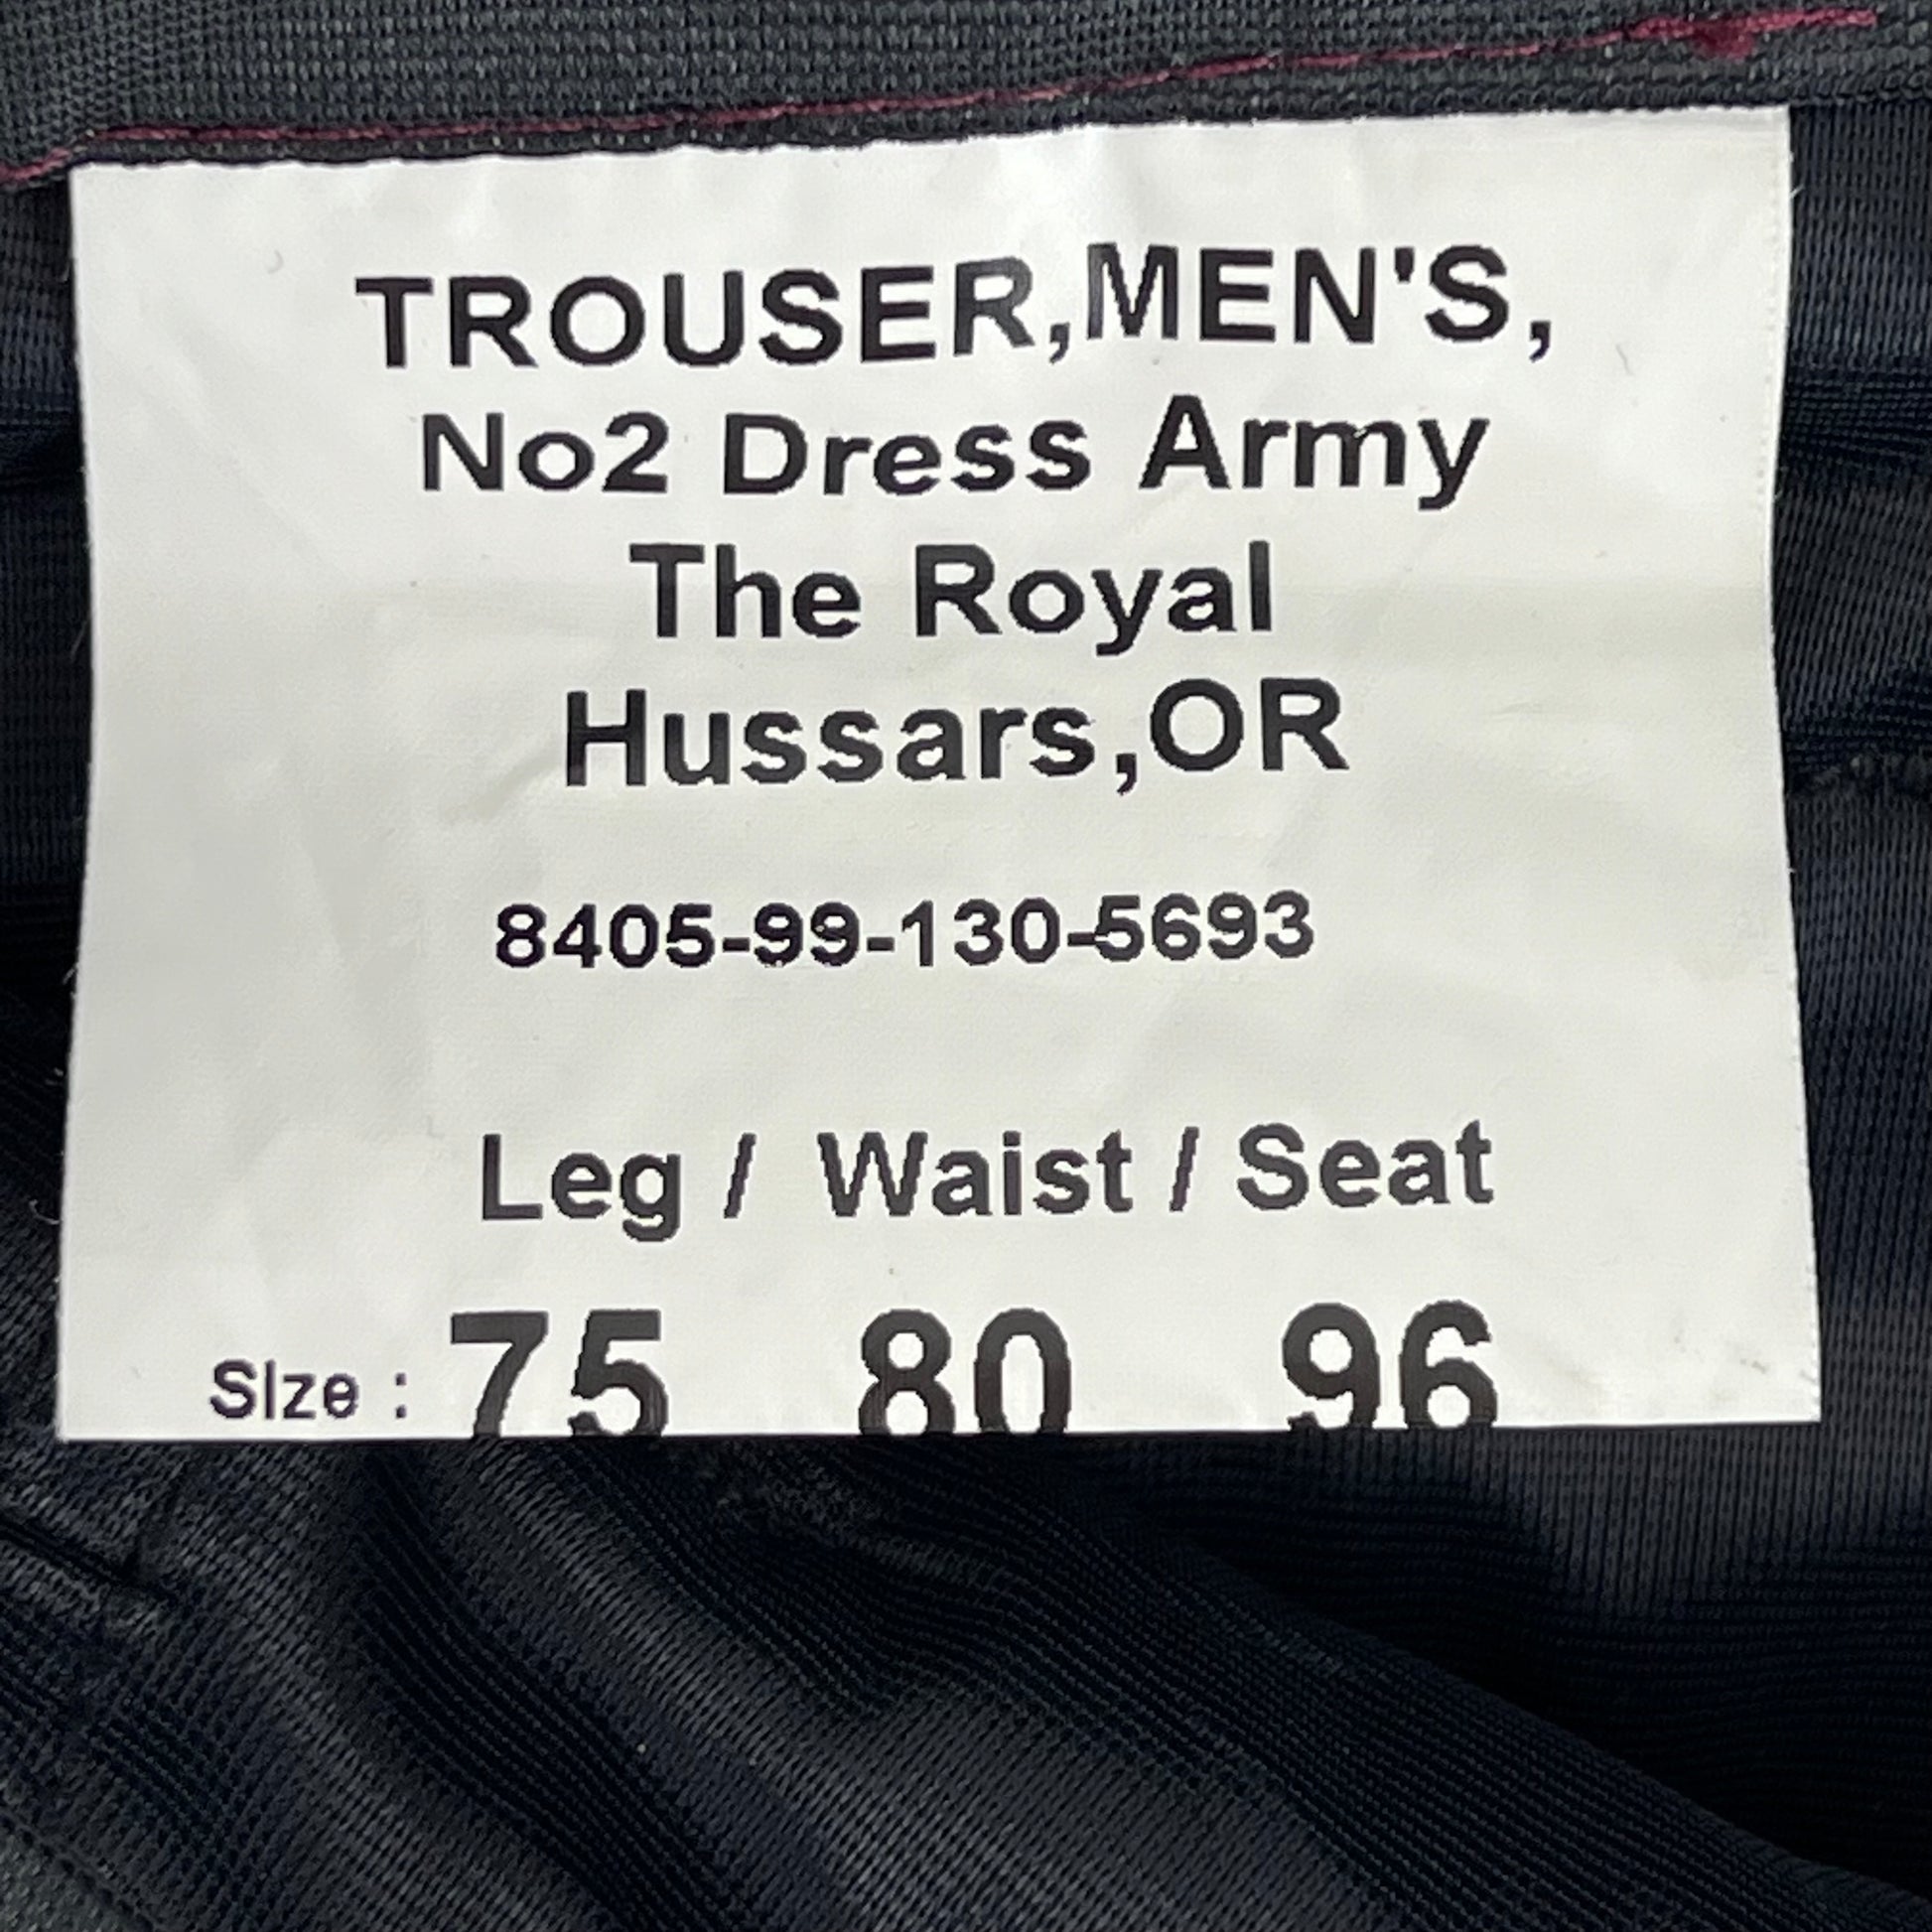 TROUSER,MEN'S,
No2 Dress Army
The Royal
Hussars,OR
8405-99-130-5693
Leg / Waist / Seat
SIze : 75 80 96